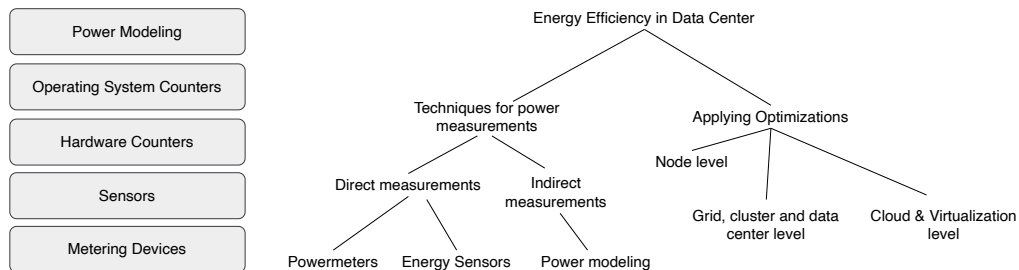 Power Modeling
Operating System Counters
Hardware Counters
Sensors
Metering Devices
Energy Efficiency in Data Center
Techniques for power
measurements
Applying Optimizations
Direct measurements
Indirect
measurements
Powermeters
Energy Sensors
Power modeling
Node level
Grid, cluster and data
center level
Cloud & Virtualization
level